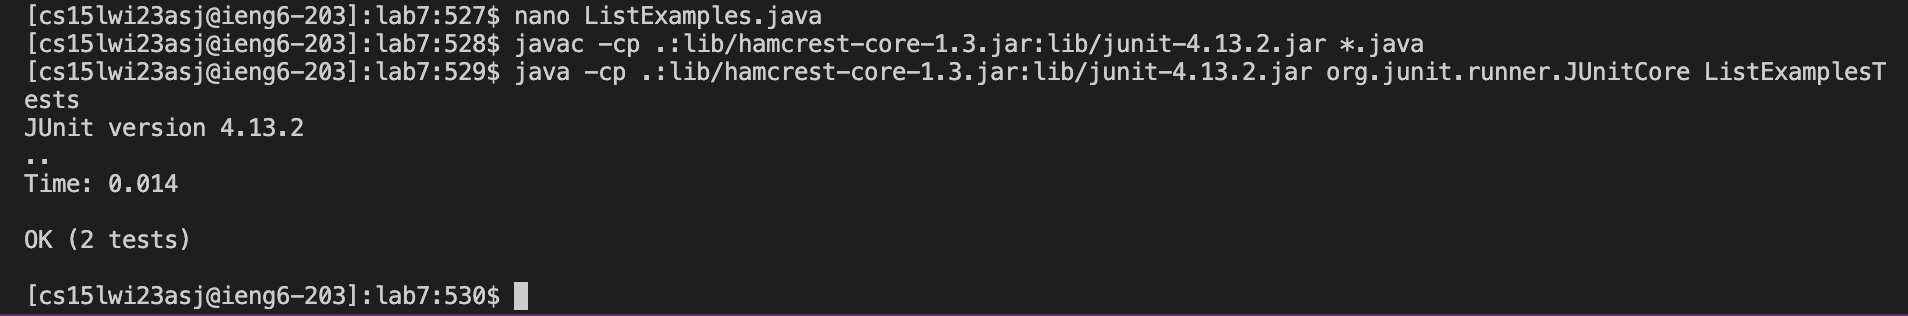 [cs15lwi23asj@ieng6-203]:lab7:527$ nano ListExamples.java
[cs15lwi23asj@ieng6-203]:lab7:528$ javac -cp .:lib/hamcrest-core-1.3.jar:lib/junit-4.13.2.jar *.java
[cs15lwi23asj@ieng6-203]:lab7:529$ java -cp .:lib/hamcrest-core-1.3.jar:lib/junit-4.13.2.jar org.junit.runner.JUnitCore ListExamplesT
ests
JUnit version 4.13.2
..
Time: 0.014
OK (2 tests)
[cs15lwi23asj@ieng6-203]:lab7:530$